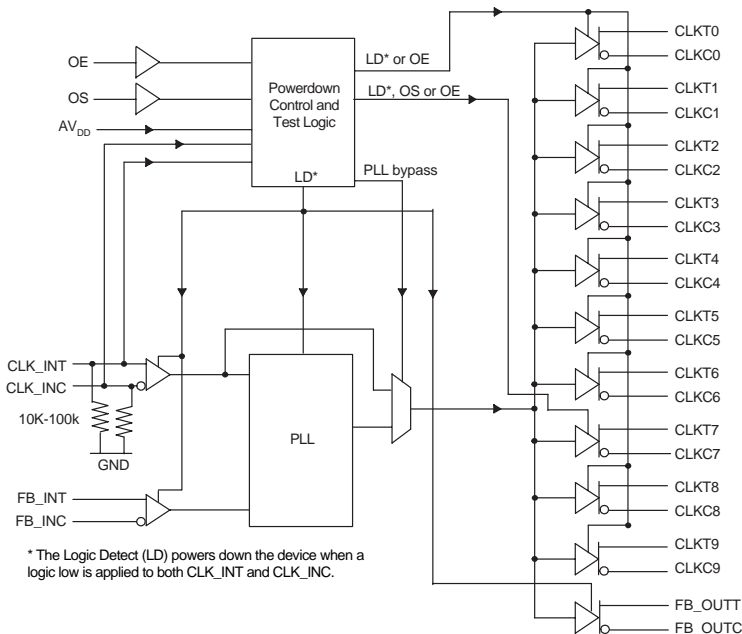 OE
OS
AVDD
Powerdown
Control and
Test Logic
LD*
LD* or OE
LD*, OS or OE
PLL bypass
CLK_INT
CLK_INC
10K-100k
GND
FB_INT
FB_INC
PLL
CLKT0
CLKC0
CLKT1
CLKC1
CLKT2
CLKC2
CLKT3
CLKC3
CLKT4
CLKC4
CLKT5
CLKC5
CLKT6
CLKC6
CLKT7
CLKC7
CLKT8
CLKC8
CLKT9
CLKC9
FB_OUTT
FB_OUTC
* The Logic Detect (LD) powers down the device when a
logic low is applied to both CLK_INT and CLK_INC.